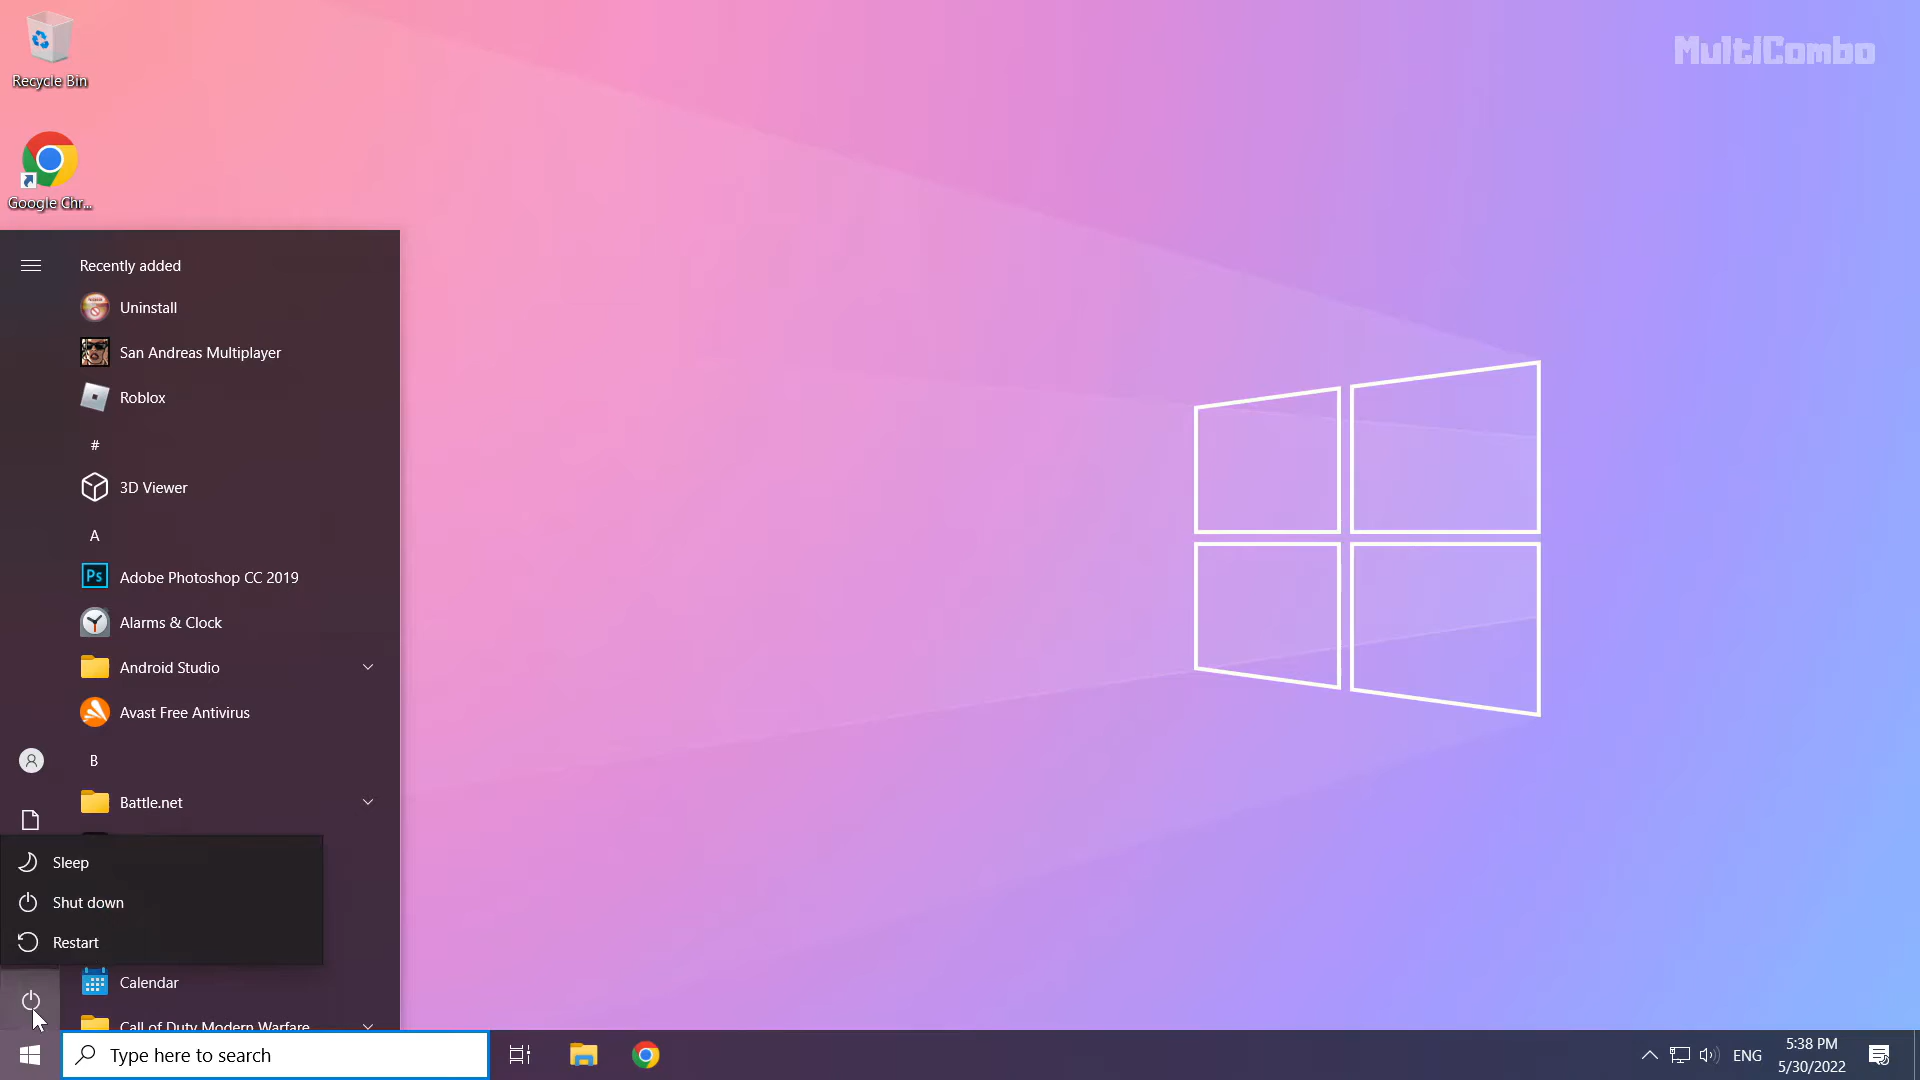 MultiCombo
Recycle Bin
Google Chr...
Recently added
Uninstall
San Andreas Multiplayer
Roblox
#
3D Viewer
A
Ps
Adobe Photoshop CC 2019
Alarms & Clock
Android Studio
Avast Free Antivirus
B
Battle.net
Sleep
Shut down
Restart
Calendar
Call of Duty Modern Warfare
Type here to search
ENG
5:38 PM
5/30/2022